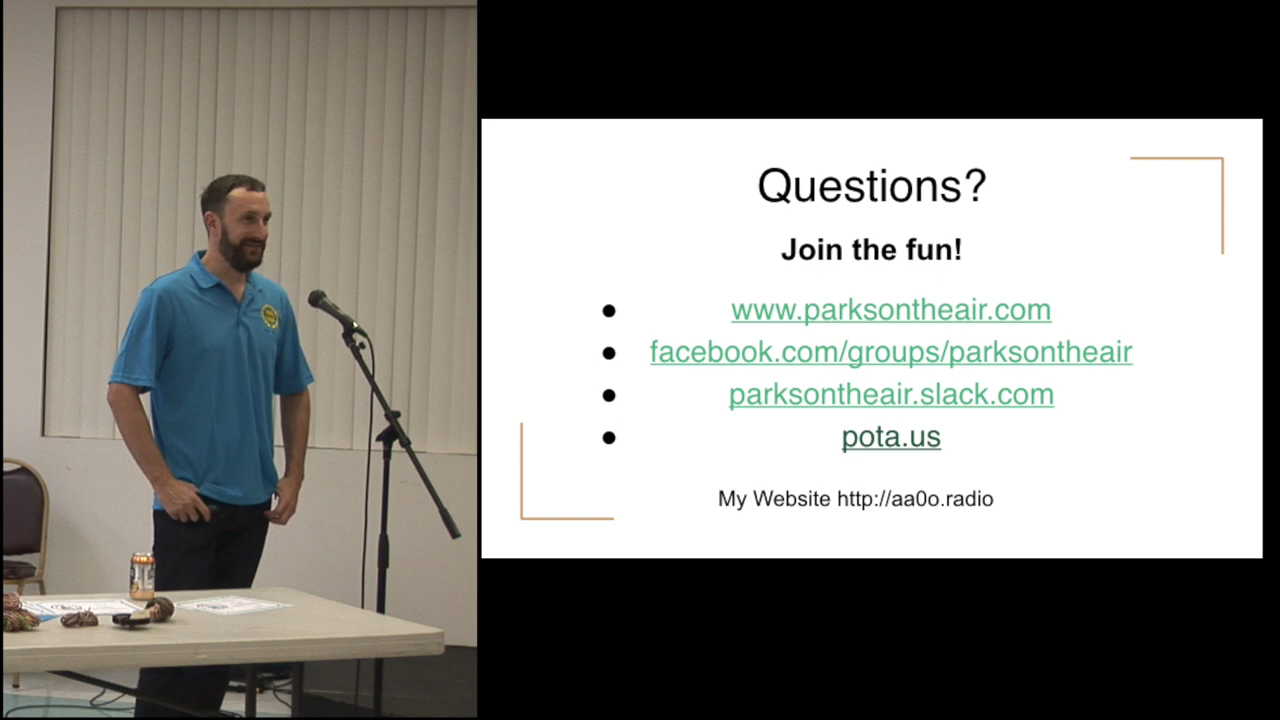 Questions?
Join the fun!
www.parksontheair.com
facebook.com/groups/parksontheair
parksontheair.slack.com
pota.us
My Website http://aa0o.radio